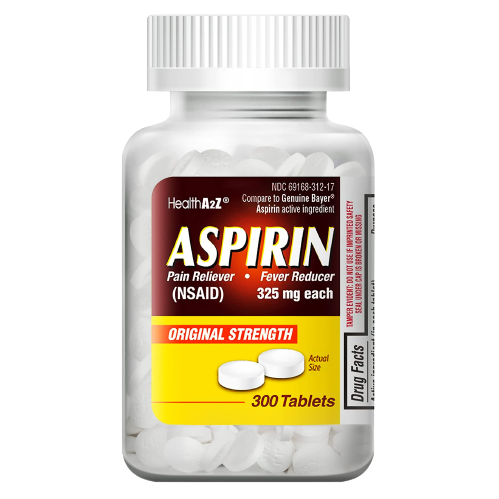 NDC 69168-312-17
HealthA2Z®
Compare to Genuine Bayer®
Aspirin active ingredient
ASPIRIN
Pain Reliever • Fever Reducer
(NSAID) 325 mg each
ORIGINAL STRENGTH
Actual
Size
300 Tablets
TAMPER EVIDENT: DO NOT USE IF IMPRINTED SAFETY
SEAL UNDER CAP IS BROKEN OR MISSING
Drug Facts